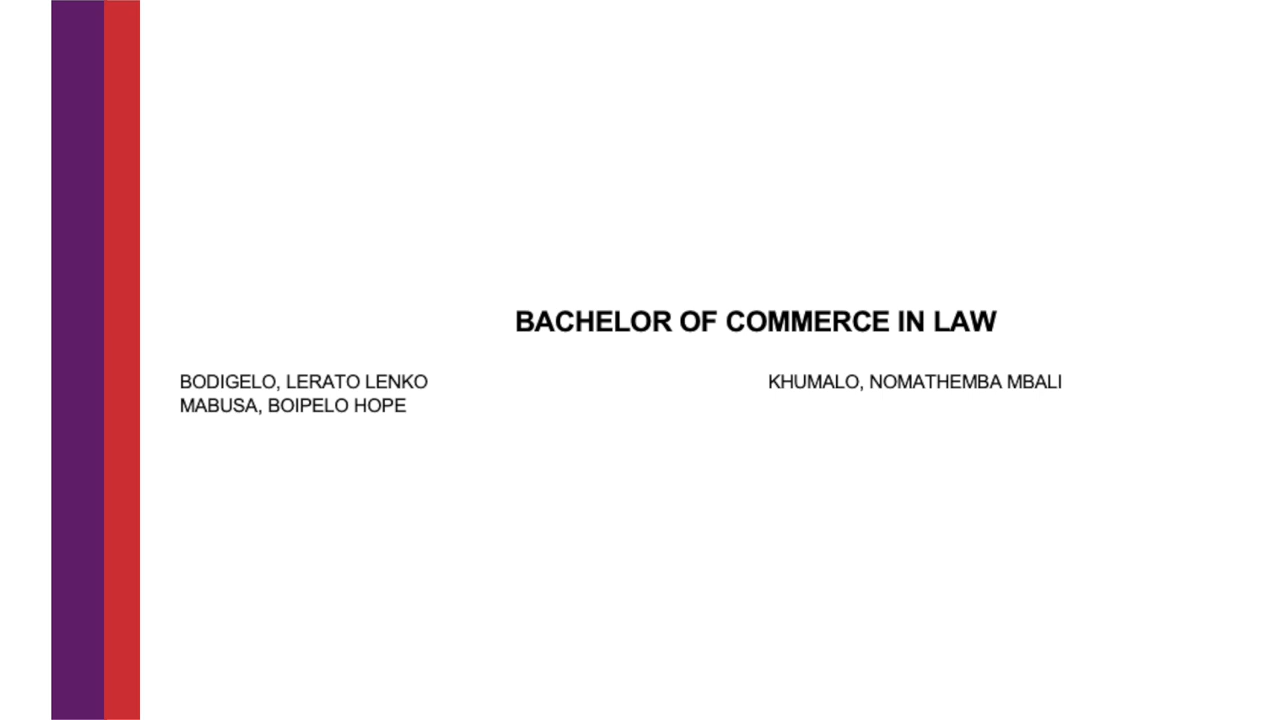 BACHELOR OF COMMERCE IN LAW
BODIGELO, LERATO LENKO
MABUSA, BOIPELO HOPE
KHUMALO, NOMATHEMBA MBALI